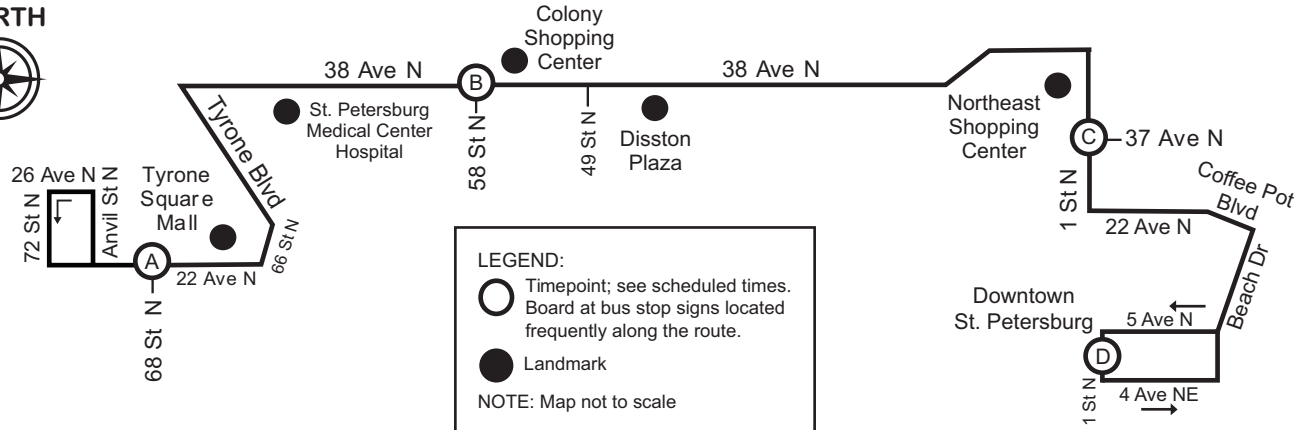 RTH
Colony
Shopping
Center
38 Ave N
B
38 Ave N
Tyrone Blvd
St. Petersburg
Medical Center
Hospital
58 St N
49 St N
Disston
Plaza
Northeast
Shopping
Center
C
37 Ave N
1 St N
Coffee Pot
Blvd
22 Ave N
Beach Dr
26 Ave N
72 St N
Anvil St N
Tyrone
Square
Mall
A
22 Ave N
66 St N
68 St N
LEGEND:
Timepoint; see scheduled times.
Board at bus stop signs located
frequently along the route.
Landmark
NOTE: Map not to scale
Downtown
St. Petersburg
5 Ave N
D
1 St N
4 Ave NE